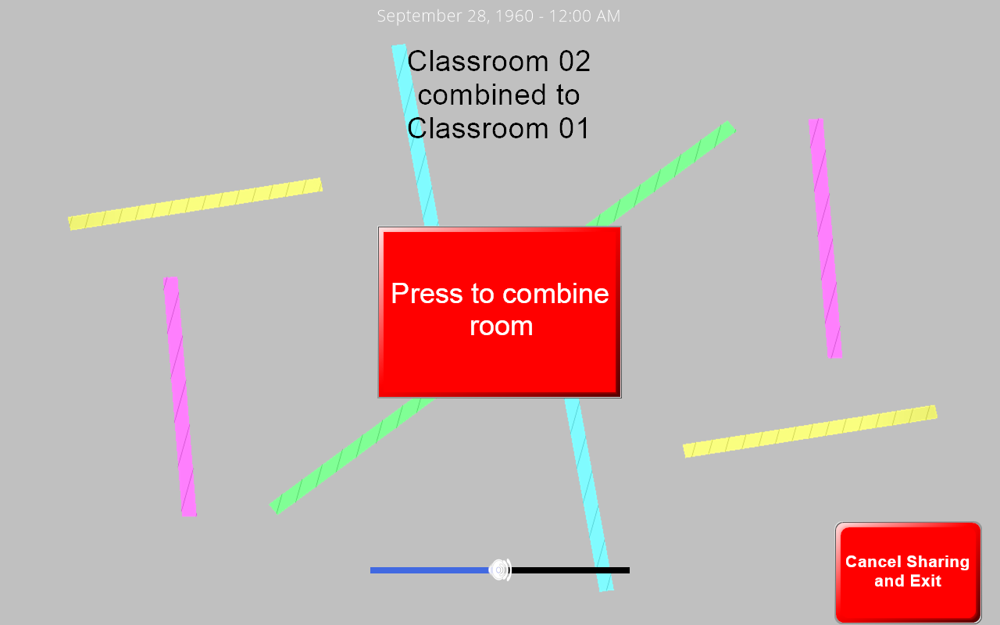 September 28, 1960 - 12:00 AM
Classroom 02
combined to
Classroom 01
Press to combine
room
Cancel Sharing
and Exit